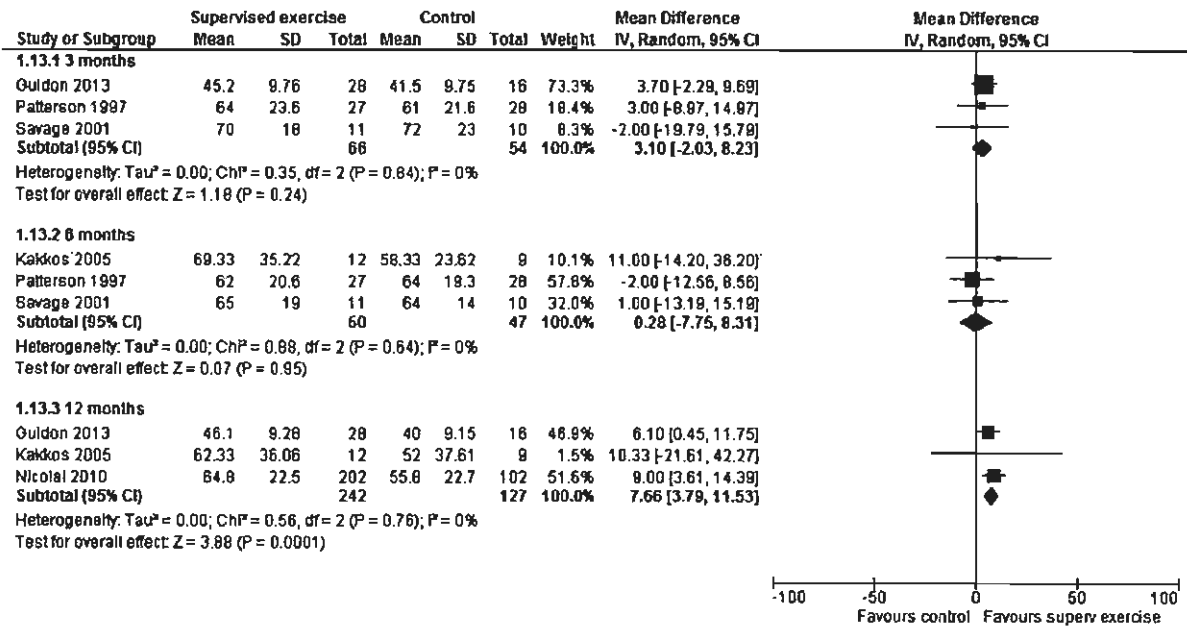 Supervised exercise Control Mean Difference Mean Difference
Study or Subgroup Mean SD Total Mean SD Total Weight IV, Random, 95% CI IV, Random, 95% CI
1.13.1 3 months
Guidon 2013 45.2 9.76 28 41.5 9.75 16 73.3% 3.70 [-2.29, 9.69]
Patterson 1997 64 23.6 27 61 21.6 28 18.4% 3.00 [-8.97, 14.97]
Savage 2001 70 18 11 72 23 10 8.3% -2.00 [-19.79, 15.79]
Subtotal (95% CI) 66 54 100.0% 3.10 [-2.03, 8.23]
Heterogeneity: Tau² = 0.00; Chi² = 0.35, df = 2 (P = 0.84); I² = 0%
Test for overall effect: Z = 1.18 (P = 0.24)
1.13.2 6 months
Kakkos 2005 69.33 35.22 12 58.33 23.62 9 10.1% 11.00 [-14.20, 36.20]
Patterson 1997 62 20.6 27 64 19.3 28 57.8% -2.00 [-12.56, 8.56]
Savage 2001 65 19 11 64 14 10 32.0% 1.00 [-13.19, 15.19]
Subtotal (95% CI) 50 47 100.0% 0.28 [-7.75, 8.31]
Heterogeneity: Tau² = 0.00; Chi² = 0.88, df = 2 (P = 0.64); I² = 0%
Test for overall effect: Z = 0.07 (P = 0.95)
1.13.3 12 months
Guidon 2013 46.1 9.28 28 40 9.15 16 46.9% 6.10 [0.45, 11.75]
Kakkos 2005 62.33 36.06 12 52 37.61 9 1.5% 10.33 [-21.61, 42.27]
Nicolai 2010 64.8 22.5 202 55.8 22.7 102 51.6% 9.00 [3.61, 14.39]
Subtotal (95% CI) 242 127 100.0% 7.66 [3.79, 11.53]
Heterogeneity: Tau² = 0.00; Chi² = 0.56, df = 2 (P = 0.76); I² = 0%
Test for overall effect: Z = 3.88 (P = 0.0001)
-100 -50 0 50 100
Favours control Favours superv exercise